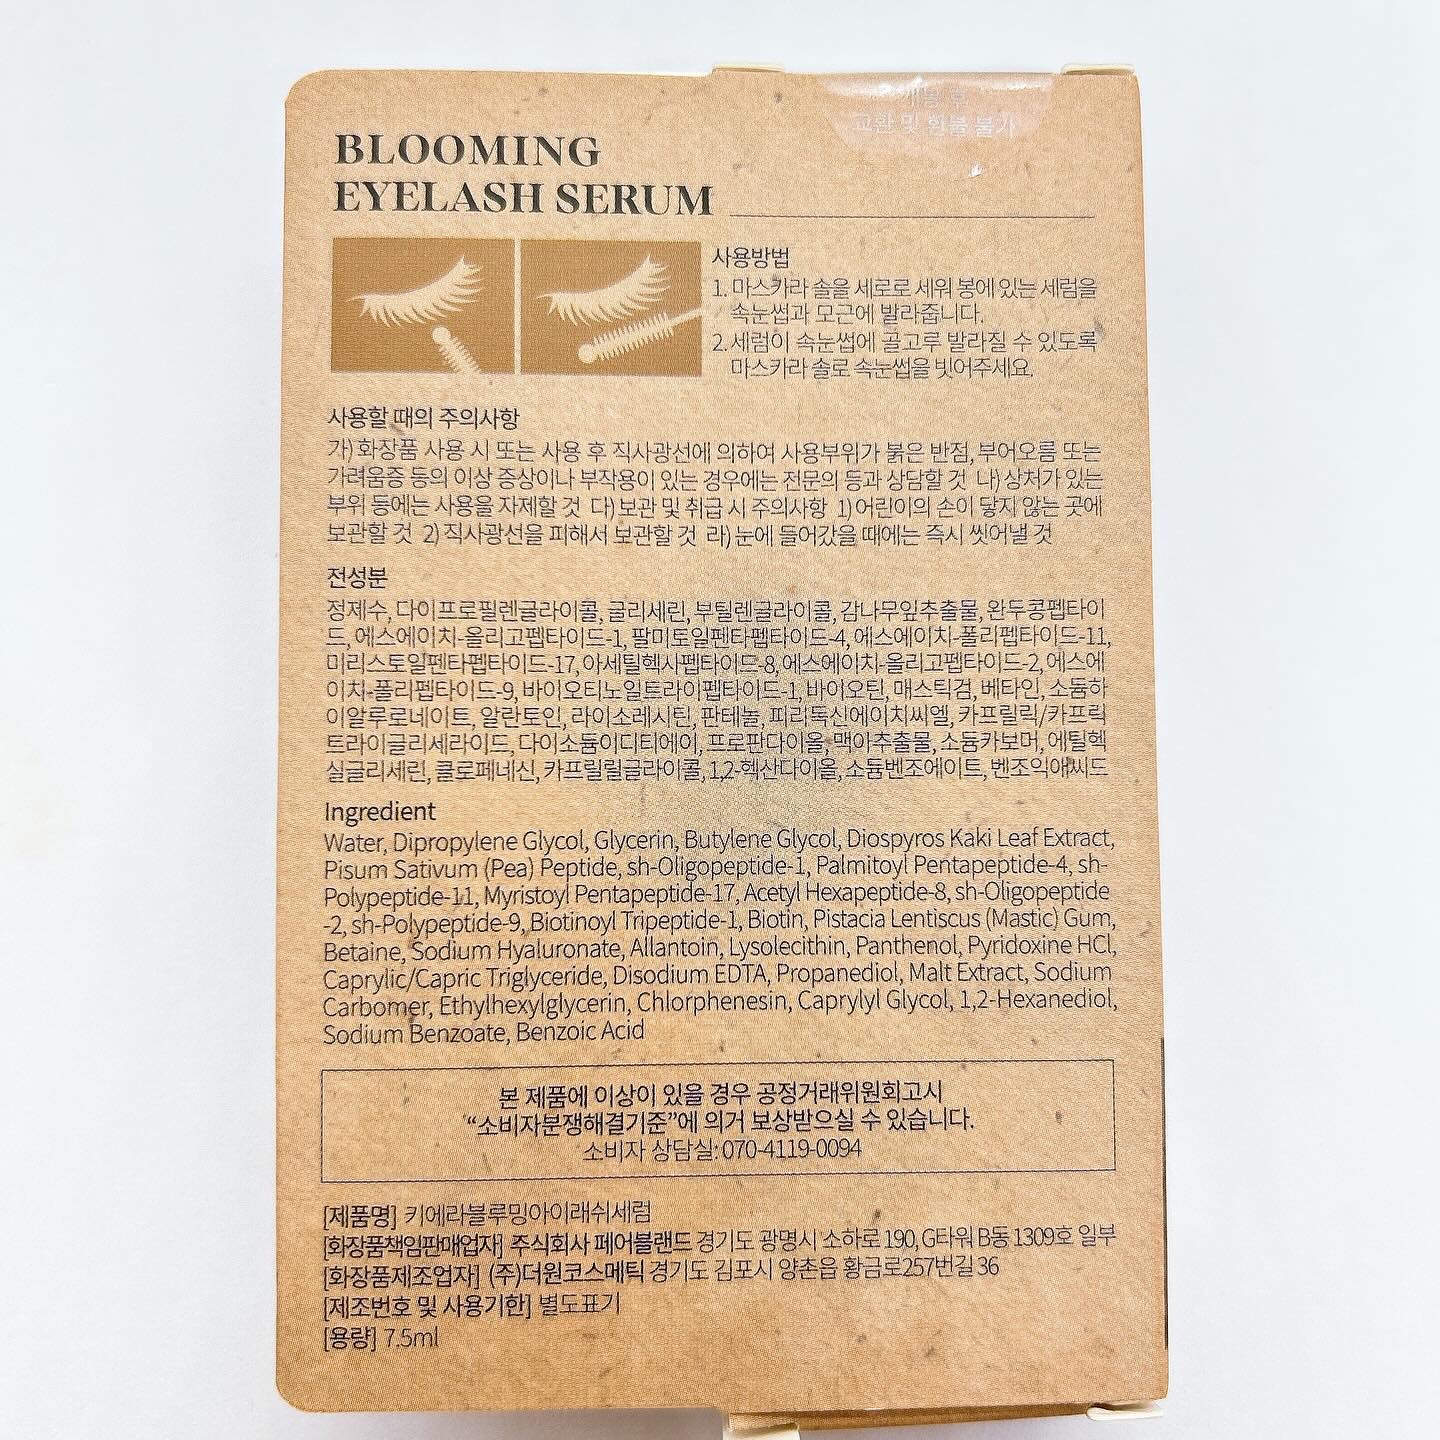 개봉 후
교환 및 환불 불가
BLOOMING
EYELASH SERUM
사용방법
1. 마스카라 솔을 세로로 세워 봉에 있는 세럼을
속눈썹과 모근에 발라줍니다.
2. 세럼이 속눈썹에 골고루 발라질 수 있도록
마스카라 솔로 속눈썹을 빗어주세요.
사용할 때의 주의사항
가) 화장품 사용 시 또는 사용 후 직사광선에 의하여 사용부위가 붉은 반점, 부어오름 또는
가려움증 등의 이상 증상이나 부작용이 있는 경우에는 전문의 등과 상담할 것 나) 상처가 있는
부위 등에는 사용을 자제할 것 다) 보관 및 취급 시 주의사항 1) 어린이의 손이 닿지 않는 곳에
보관할 것 2) 직사광선을 피해서 보관할 것 라) 눈에 들어갔을 때에는 즉시 씻어낼 것
전성분
정제수, 다이프로필렌글라이콜, 글리세린, 부틸렌글라이콜, 감나무잎추출물, 완두콩펩타이
드, 에스에이치-올리고펩타이드-1, 팔미토일펜타펩타이드-4, 에스에이치-폴리펩타이드-11,
미리스토일펜타펩타이드-17, 아세틸헥사펩타이드-8, 에스에이치-올리고펩타이드-2, 에스에
이치-폴리펩타이드-9, 바이오티노일트라이펩타이드-1, 바이오틴, 매스틱검, 베타인, 소듐하
이알루로네이트, 알란토인, 라이소레시틴, 판테놀, 피리독신에이치씨엘, 카프릴릭/카프릭
트라이글리세라이드, 다이소듐이디티에이, 프로판다이올, 맥아추출물, 소듐카보머, 에틸헥
실글리세린, 클로페네신, 카프릴릴글라이콜, 1,2-헥산다이올, 소듐벤조에이트, 벤조익애씨드
Ingredient
Water, Dipropylene Glycol, Glycerin, Butylene Glycol, Diospyros Kaki Leaf Extract,
Pisum Sativum (Pea) Peptide, sh-Oligopeptide-1, Palmitoyl Pentapeptide-4, sh-
Polypeptide-11, Myristoyl Pentapeptide-17, Acetyl Hexapeptide-8, sh-Oligopeptide
-2, sh-Polypeptide-9, Biotinoyl Tripeptide-1, Biotin, Pistacia Lentiscus (Mastic) Gum,
Betaine, Sodium Hyaluronate, Allantoin, Lysolecithin, Panthenol, Pyridoxine HCl,
Caprylic/Capric Triglyceride, Disodium EDTA, Propanediol, Malt Extract, Sodium
Carbomer, Ethylhexylglycerin, Chlorphenesin, Caprylyl Glycol, 1,2-Hexanediol,
Sodium Benzoate, Benzoic Acid
본 제품에 이상이 있을 경우 공정거래위원회고시
“소비자분쟁해결기준”에 의거 보상받으실 수 있습니다.
소비자 상담실: 070-4119-0094
[제품명] 키에라블루밍아이래쉬세럼
[화장품책임판매업자] 주식회사 페어블랜드 경기도 광명시 소하로 190, G타워 B동 1309호 일부
[화장품제조업자] (주)더원코스메틱 경기도 김포시 양촌읍 황금로257번길 36
[제조번호 및 사용기한] 별도표기
[용량] 7.5ml